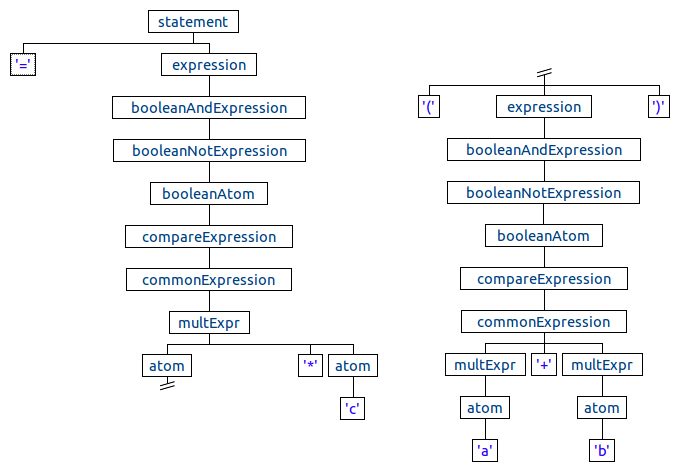 statement
'='
expression
booleanAndExpression
booleanNotExpression
booleanAtom
compareExpression
commonExpression
multExpr
atom '*' atom
'c'
'(' expression ')'
booleanAndExpression
booleanNotExpression
booleanAtom
compareExpression
commonExpression
multExpr '+' multExpr
atom atom
'a' 'b'